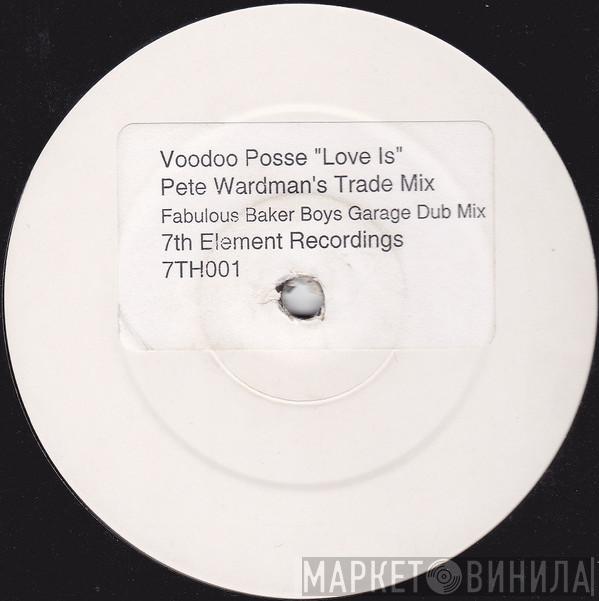 Voodoo Posse "Love Is"
Pete Wardman's Trade Mix
Fabulous Baker Boys Garage Dub Mix
7th Element Recordings
7TH001
МАРКЕТ ВИНИЛА